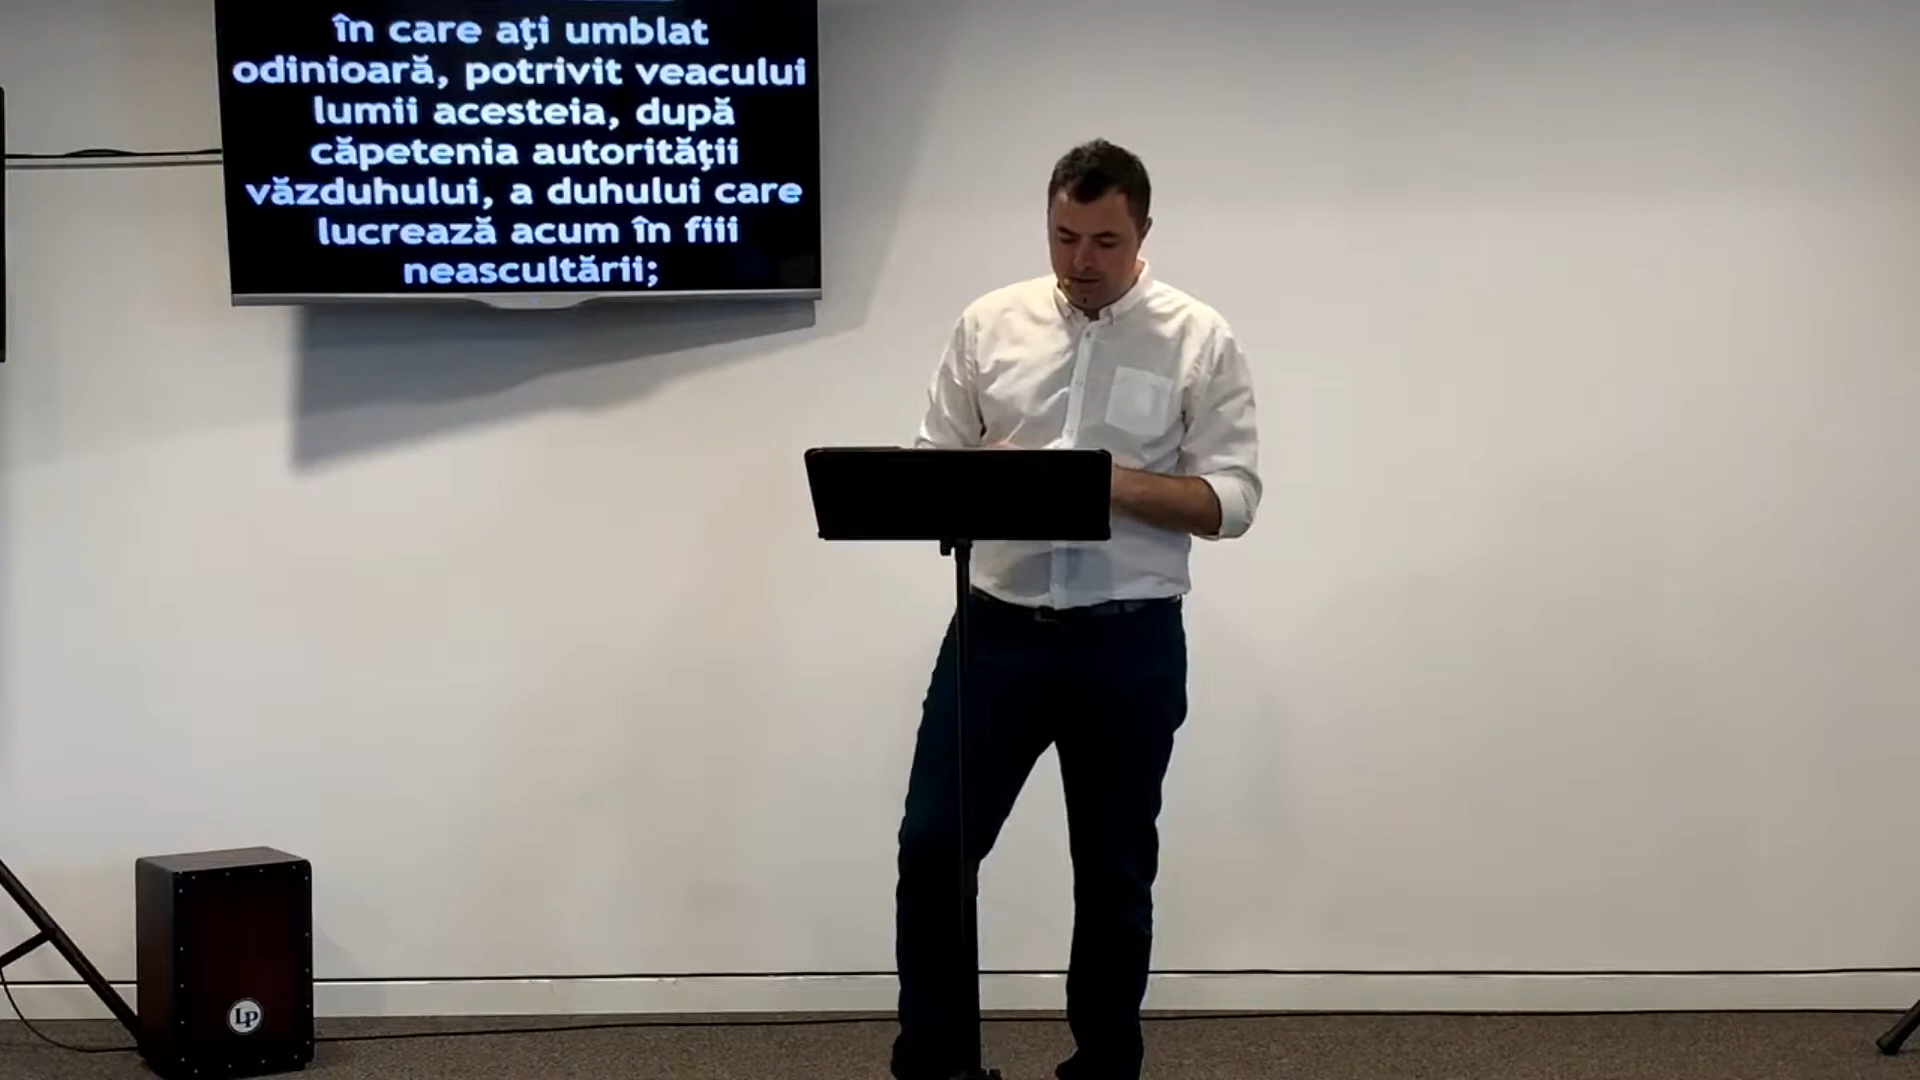 în care aţi umblat
odinioară, potrivit veacului
lumii acesteia, după
căpetenia autorităţii
văzduhului, a duhului care
lucrează acum în fiii
neascultării;
LP